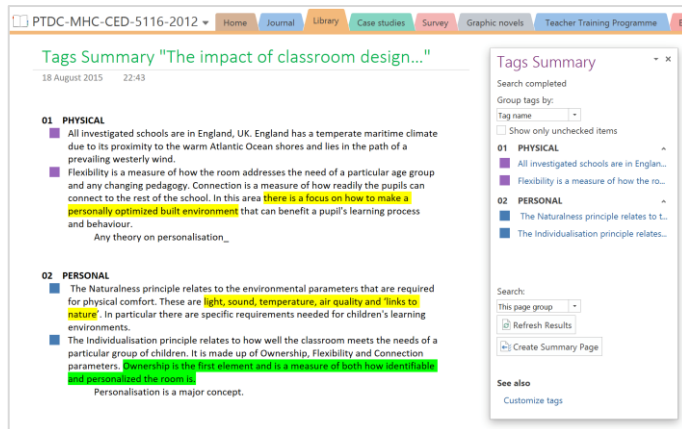 PTDC-MHC-CED-5116-2012
Home
Journal
Library
Case studies
Survey
Graphic novels
Teacher Training Programme
Tags Summary "The impact of classroom design..."
18 August 2015 22:43
01 PHYSICAL
All investigated schools are in England, UK. England has a temperate maritime climate
due to its proximity to the warm Atlantic Ocean shores and lies in the path of a
prevailing westerly wind.
Flexibility is a measure of how the room addresses the need of a particular age group
and any changing pedagogy. Connection is a measure of how readily the pupils can
connect to the rest of the school. In this area there is a focus on how to make a
personally optimized built environment that can benefit a pupil's learning process
and behaviour.
Any theory on personalisation_
02 PERSONAL
The Naturalness principle relates to the environmental parameters that are required
for physical comfort. These are light, sound, temperature, air quality and ‘links to
nature’. In particular there are specific requirements needed for children's learning
environments.
The Individualisation principle relates to how well the classroom meets the needs of a
particular group of children. It is made up of Ownership, Flexibility and Connection
parameters. Ownership is the first element and is a measure of both how identifiable
and personalized the room is.
Personalisation is a major concept.
Tags Summary
Search completed
Group tags by:
Tag name
Show only unchecked items
01 PHYSICAL
All investigated schools are in Englan...
Flexibility is a measure of how the ro...
02 PERSONAL
The Naturalness principle relates to t...
The Individualisation principle relates...
Search:
This page group
Refresh Results
Create Summary Page
See also
Customize tags